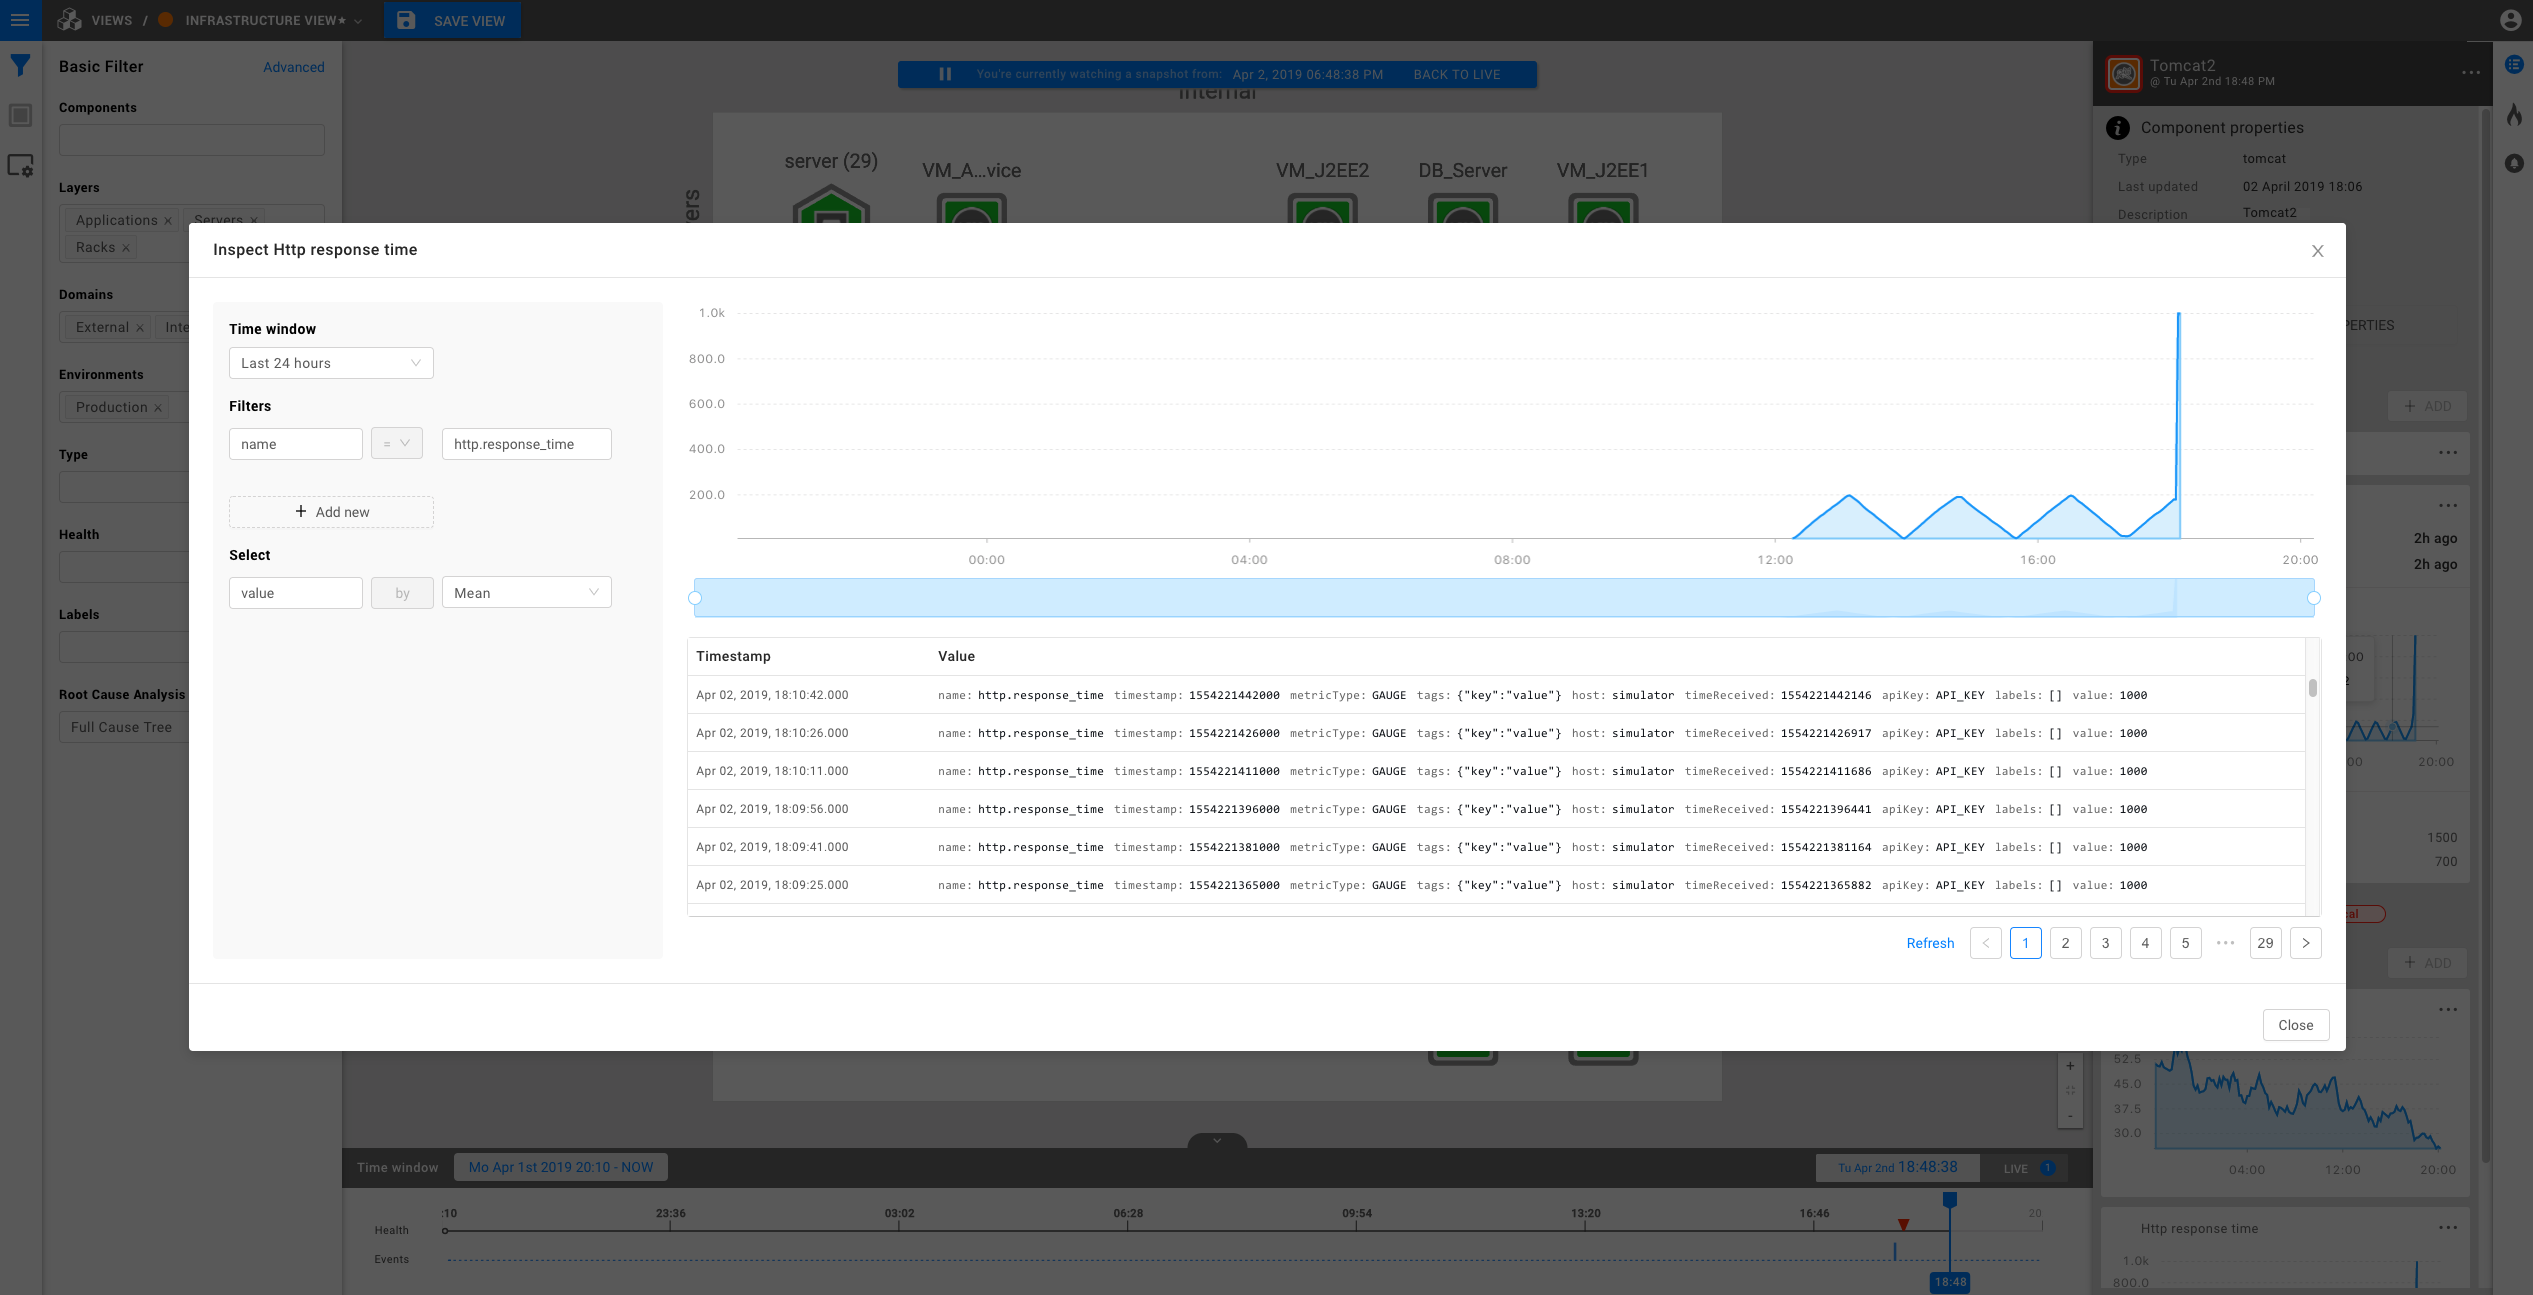 VIEWS / INFRASTRUCTURE VIEW★ SAVE VIEW
Basic Filter Advanced
Components
Layers
Applications × Servers ×
Racks ×
Domains
External × Inte
Environments
Production ×
Type
Health
Labels
Root Cause Analysis
Full Cause Tree
You're currently watching a snapshot from: Apr 2, 2019 06:48:38 PM BACK TO LIVE
Internal
server (29) VM_A...vice VM_J2EE2 DB_Server VM_J2EE1
ers
Tomcat2
@ Tu Apr 2nd 18:48 PM
Component properties
Type tomcat
Last updated 02 April 2019 18:06
Description Tomcat2
PERTIES
+ ADD
2h ago
2h ago
00
2
00 20:00
1500
700
cal
+ ADD
52.5
45.0
37.5
30.0
04:00 12:00 20:00
Http response time
1.0k
800.0
Inspect Http response time
Time window
Last 24 hours
Filters
name = http.response_time
+ Add new
Select
value by Mean
1.0k
800.0
600.0
400.0
200.0
00:00 04:00 08:00 12:00 16:00 20:00
Timestamp Value
Apr 02, 2019, 18:10:42.000 name: http.response_time timestamp: 1554221442000 metricType: GAUGE tags: {"key":"value"} host: simulator timeReceived: 1554221442146 apiKey: API_KEY labels: [] value: 1000
Apr 02, 2019, 18:10:26.000 name: http.response_time timestamp: 1554221426000 metricType: GAUGE tags: {"key":"value"} host: simulator timeReceived: 1554221426917 apiKey: API_KEY labels: [] value: 1000
Apr 02, 2019, 18:10:11.000 name: http.response_time timestamp: 1554221411000 metricType: GAUGE tags: {"key":"value"} host: simulator timeReceived: 1554221411686 apiKey: API_KEY labels: [] value: 1000
Apr 02, 2019, 18:09:56.000 name: http.response_time timestamp: 1554221396000 metricType: GAUGE tags: {"key":"value"} host: simulator timeReceived: 1554221396441 apiKey: API_KEY labels: [] value: 1000
Apr 02, 2019, 18:09:41.000 name: http.response_time timestamp: 1554221381000 metricType: GAUGE tags: {"key":"value"} host: simulator timeReceived: 1554221381164 apiKey: API_KEY labels: [] value: 1000
Apr 02, 2019, 18:09:25.000 name: http.response_time timestamp: 1554221365000 metricType: GAUGE tags: {"key":"value"} host: simulator timeReceived: 1554221365882 apiKey: API_KEY labels: [] value: 1000
Refresh < 1 2 3 4 5 ••• 29 >
Close
+
-
Time window Mo Apr 1st 2019 20:10 - NOW Tu Apr 2nd 18:48:38 LIVE 1
:10 23:36 03:02 06:28 09:54 13:20 16:46 20
Health
Events
18:48